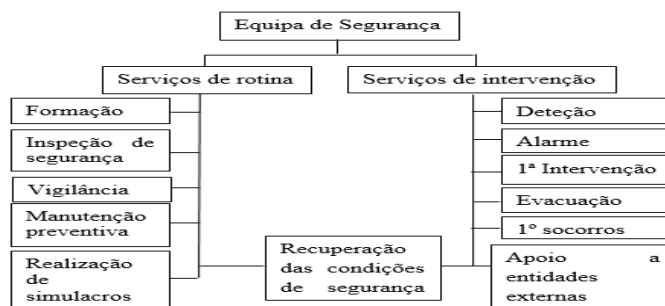 Equipa de Segurança
Serviços de rotina
Serviços de intervenção
Formação
Inspeção de
segurança
Vigilância
Manutenção
preventiva
Realização
de
simulacros
Recuperação
das condições
de segurança
Deteção
Alarme
1ª Intervenção
Evacuação
1º socorros
Apoio a
entidades
externas